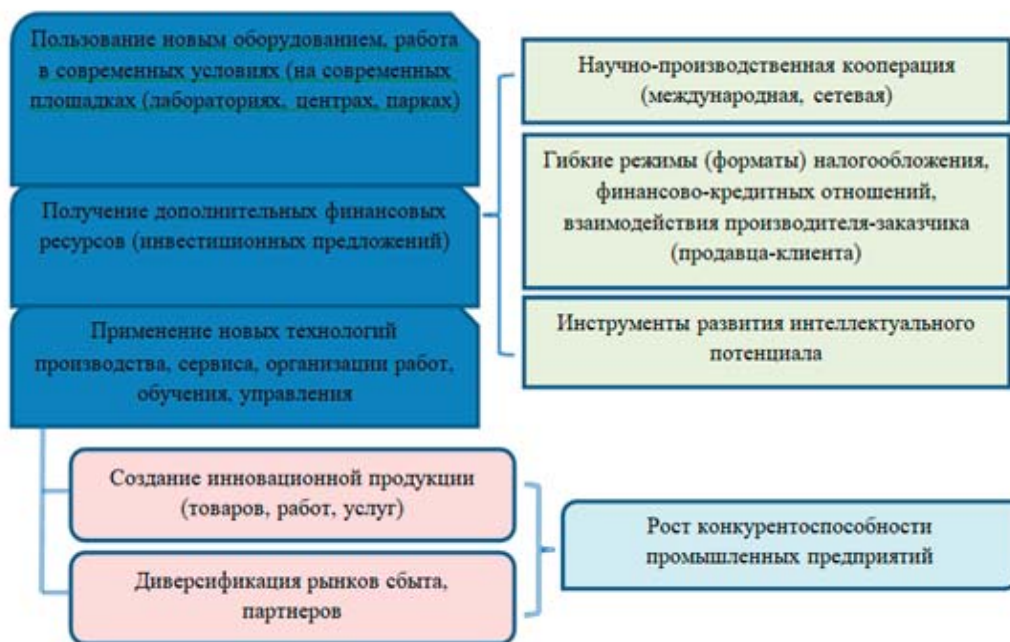 Пользование новым оборудованием, работа
в современных условиях (на современных
площадках (лабораториях, центрах, парках)
Получение дополнительных финансовых
ресурсов (инвестиционных предложений)
Применение новых технологий
производства, сервиса, организации работ,
обучения, управления
Научно-производственная кооперация
(международная, сетевая)
Гибкие режимы (форматы) налогообложения,
финансово-кредитных отношений,
взаимодействия производителя-заказчика
(продавца-клиента)
Инструменты развития интеллектуального
потенциала
Создание инновационной продукции
(товаров, работ, услуг)
Диверсификация рынков сбыта,
партнеров
Рост конкурентоспособности
промышленных предприятий